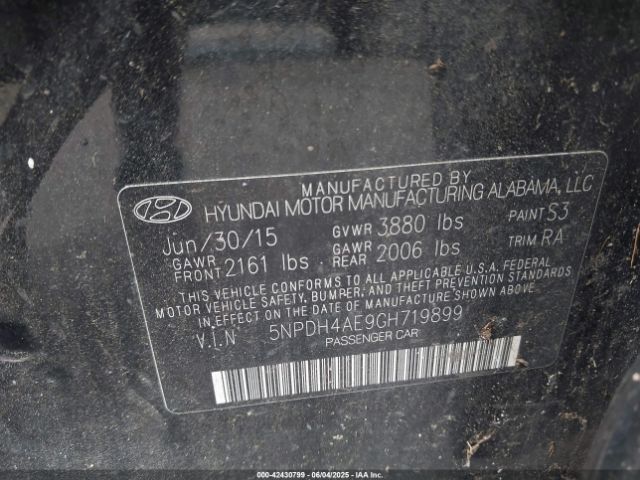 MANUFACTURED BY
HYUNDAI MOTOR MANUFACTURING ALABAMA, LLC
Jun/30/15 GVWR 3880 lbs PAINT S3
GAWR FRONT 2161 lbs GAWR REAR 2006 lbs TRIM RA
THIS VEHICLE CONFORMS TO ALL APPLICABLE U.S.A. FEDERAL
MOTOR VEHICLE SAFETY, BUMPER, AND THEFT PREVENTION STANDARDS
IN EFFECT ON THE DATE OF MANUFACTURE SHOWN ABOVE.
V.I.N 5NPDH4AE9GH719899
PASSENGER CAR
000-42430799 06/04/2025 IAA Inc. Copyright